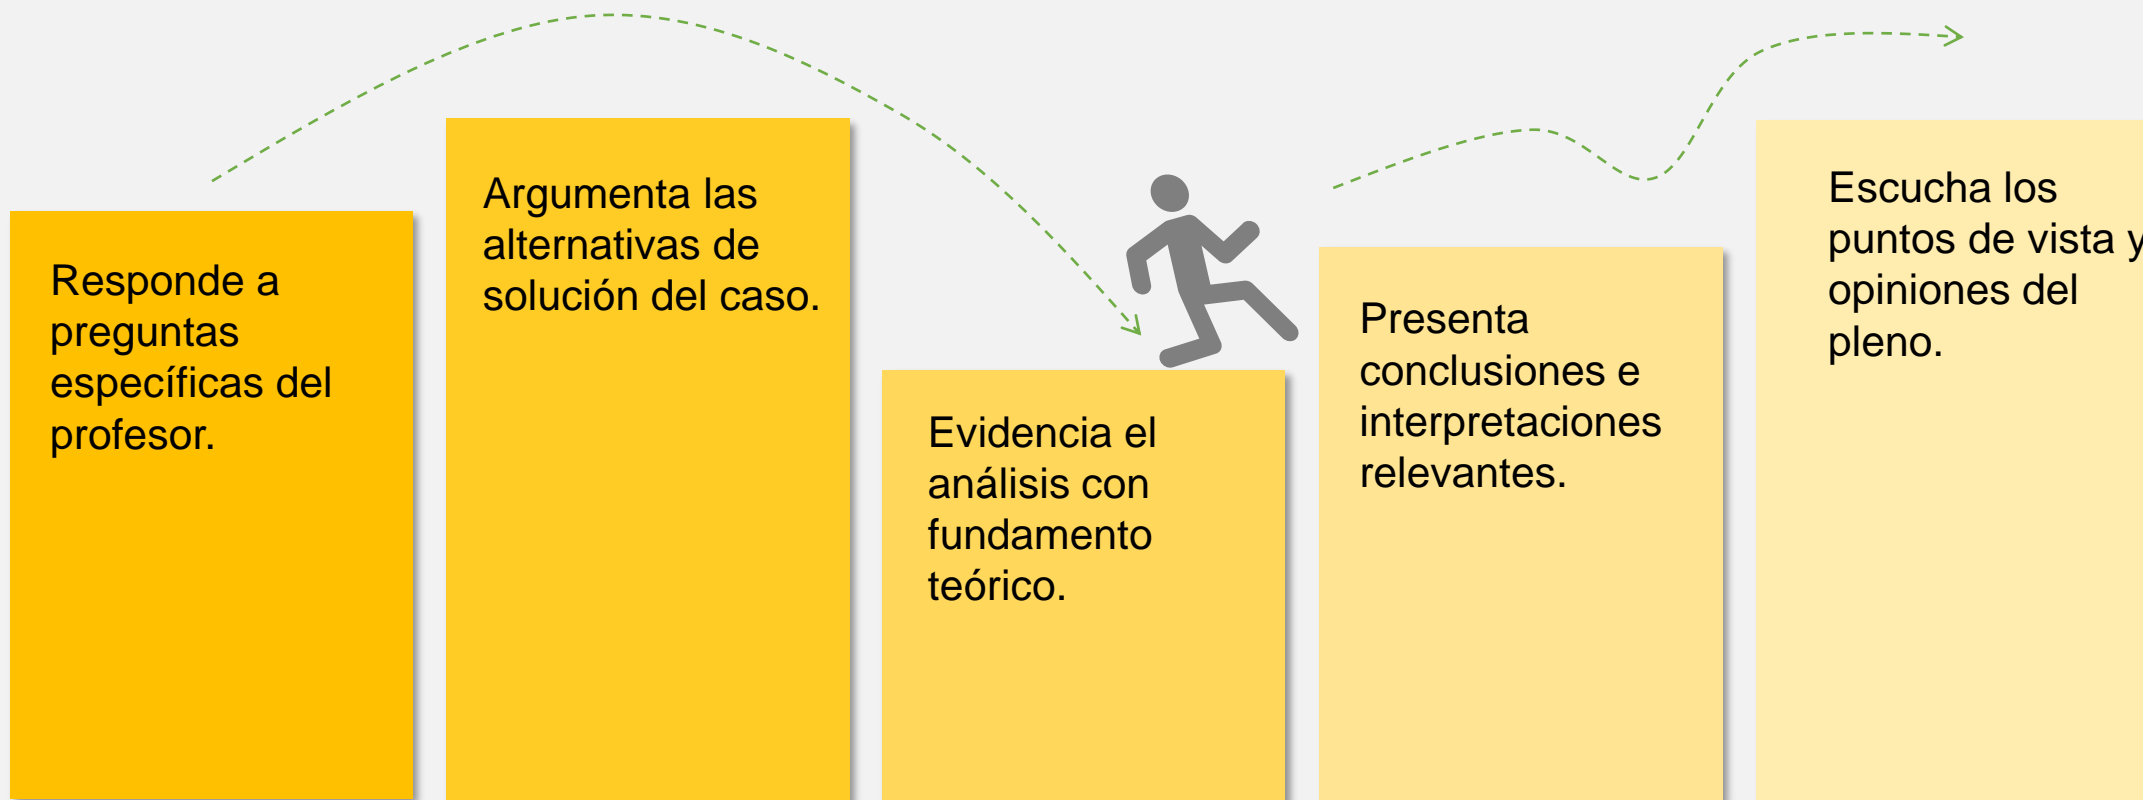 Responde a
preguntas
específicas del
profesor.
Argumenta las
alternativas de
solución del caso.
Evidencia el
análisis con
fundamento
teórico.
Presenta
conclusiones e
interpretaciones
relevantes.
Escucha los
puntos de vista y
opiniones del
pleno.